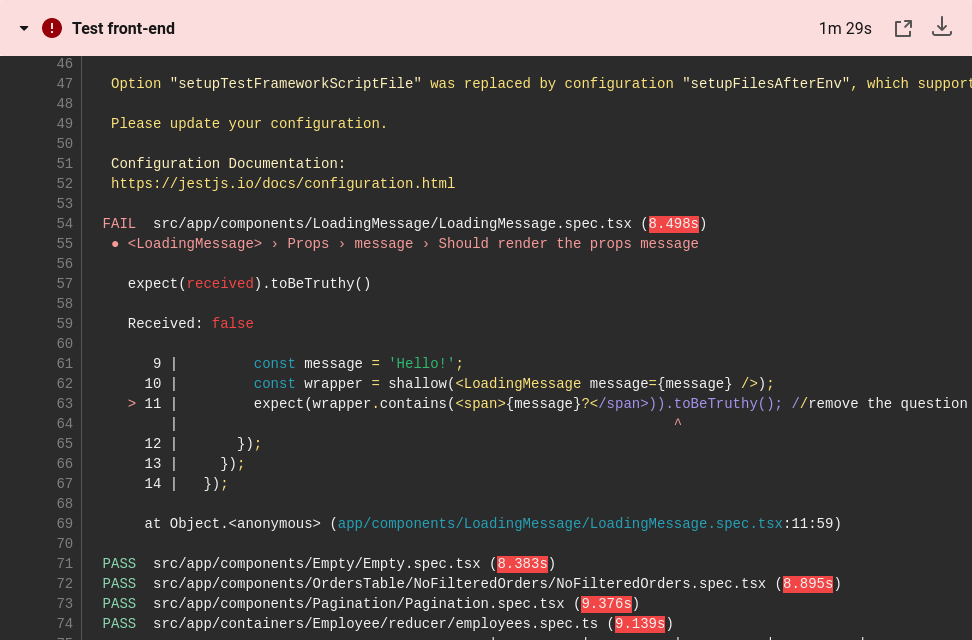 Test front-end 1m 29s
46
47 Option "setupTestFrameworkScriptFile" was replaced by configuration "setupFilesAfterEnv", which support
48
49 Please update your configuration.
50
51 Configuration Documentation:
52 https://jestjs.io/docs/configuration.html
53
54 FAIL src/app/components/LoadingMessage/LoadingMessage.spec.tsx (8.498s)
55 ● <LoadingMessage> › Props › message › Should render the props message
56
57 expect(received).toBeTruthy()
58
59 Received: false
60
61 9 | const message = 'Hello!';
62 10 | const wrapper = shallow(<LoadingMessage message={message} />);
63 > 11 | expect(wrapper.contains(<span>{message}?</span>)).toBeTruthy(); //remove the question
64 | ^
65 12 | });
66 13 | });
67 14 | });
68
69 at Object.<anonymous> (app/components/LoadingMessage/LoadingMessage.spec.tsx:11:59)
70
71 PASS src/app/components/Empty/Empty.spec.tsx (8.383s)
72 PASS src/app/components/OrdersTable/NoFilteredOrders/NoFilteredOrders.spec.tsx (8.895s)
73 PASS src/app/components/Pagination/Pagination.spec.tsx (9.376s)
74 PASS src/app/containers/Employee/reducer/employees.spec.ts (9.139s)